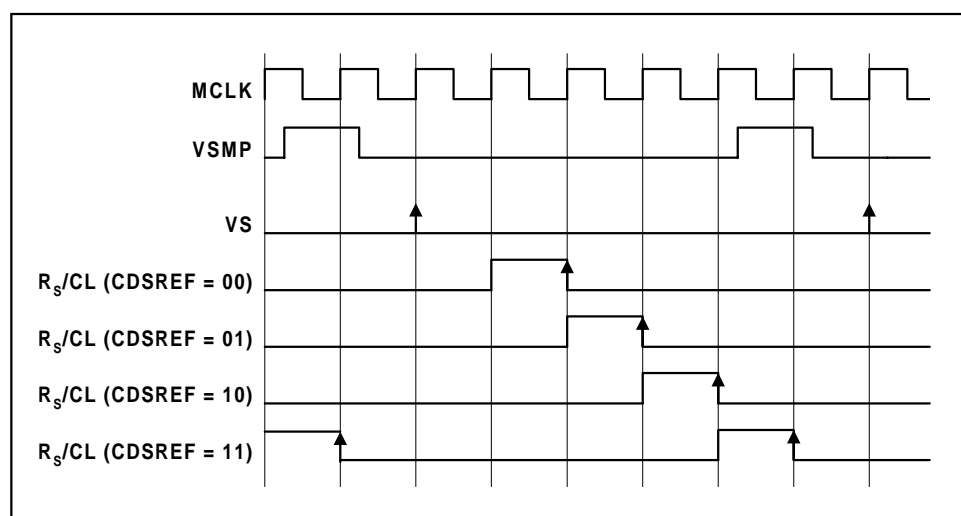 MCLK
VSMP
VS
RS/CL (CDSREF = 00)
RS/CL (CDSREF = 01)
RS/CL (CDSREF = 10)
RS/CL (CDSREF = 11)